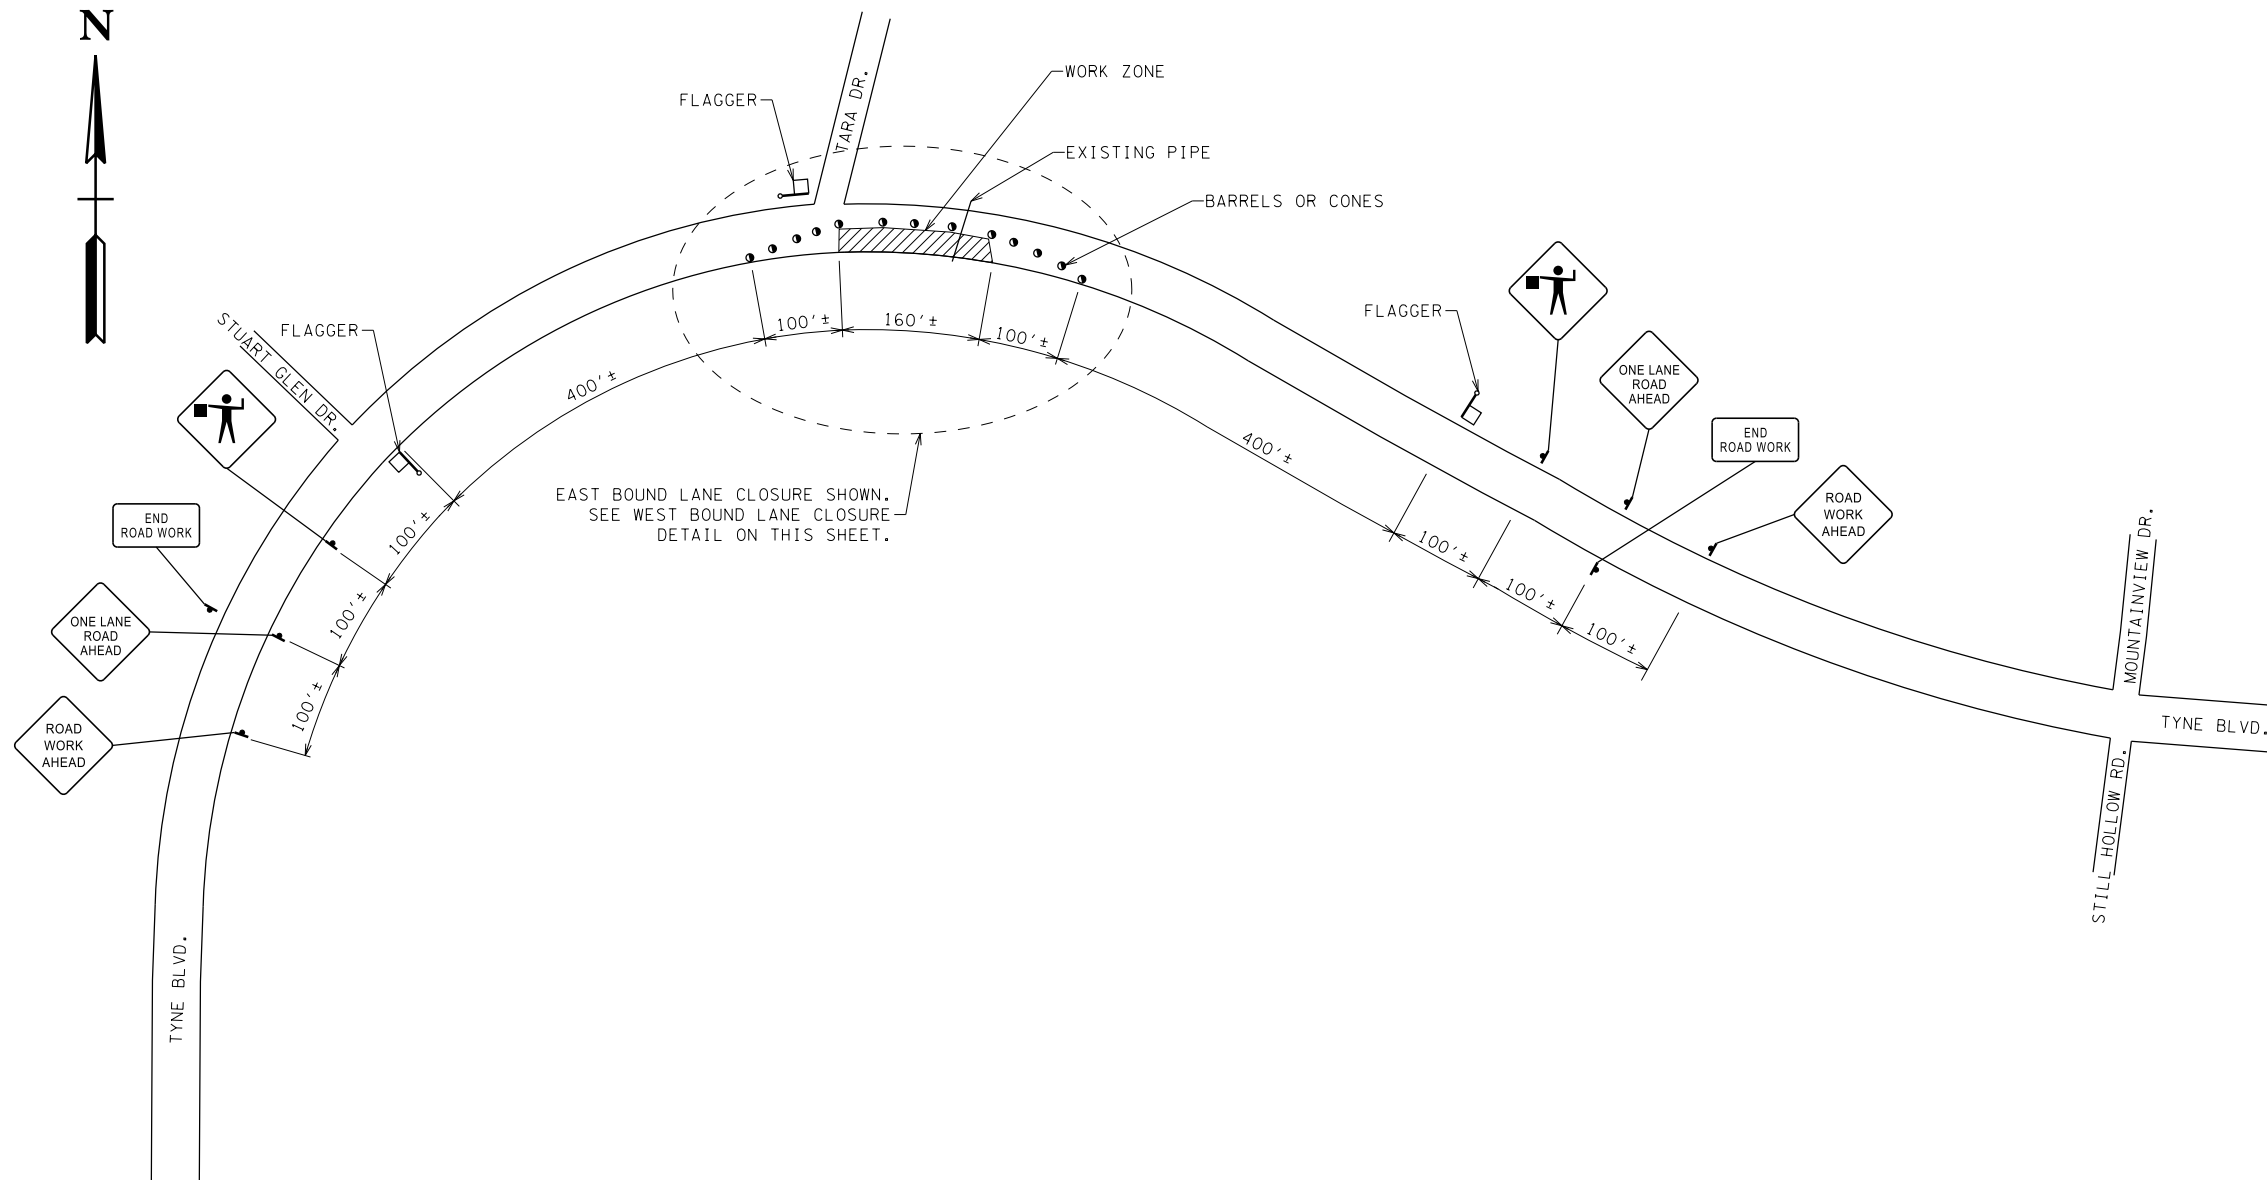 N
WORK ZONE
FLAGGER
TARA DR.
EXISTING PIPE
BARRELS OR CONES
FLAGGER
STUART GLEN DR.
FLAGGER
100'±
160'±
100'±
400'±
ONE LANE
ROAD
AHEAD
END
ROAD WORK
400'±
EAST BOUND LANE CLOSURE SHOWN.
SEE WEST BOUND LANE CLOSURE
DETAIL ON THIS SHEET.
ROAD
WORK
AHEAD
END
ROAD WORK
100'±
100'±
100'±
100'±
100'±
100'±
ONE LANE
ROAD
AHEAD
ROAD
WORK
AHEAD
MOUNTAINVIEW DR.
TYNE BLVD.
STILL HOLLOW RD.
TYNE BLVD.